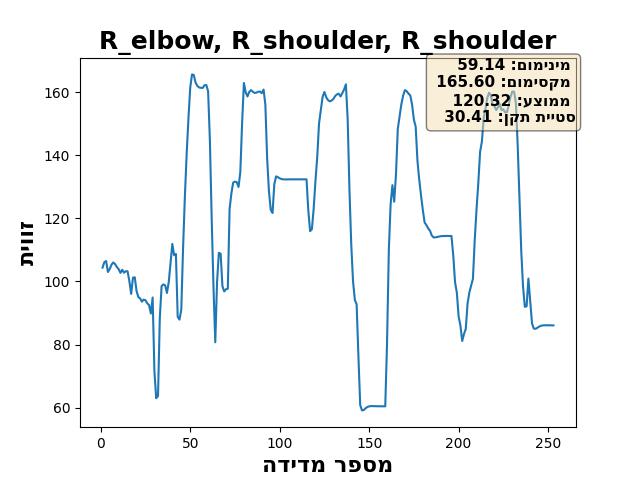 R_elbow, R_shoulder, R_shoulder
מינימום: 59.14
מקסימום: 165.60
ממוצע: 120.32
סטיית תקן: 30.41
זווית
160
140
120
100
80
60
0 50 100 150 200 250
מספר מדידה